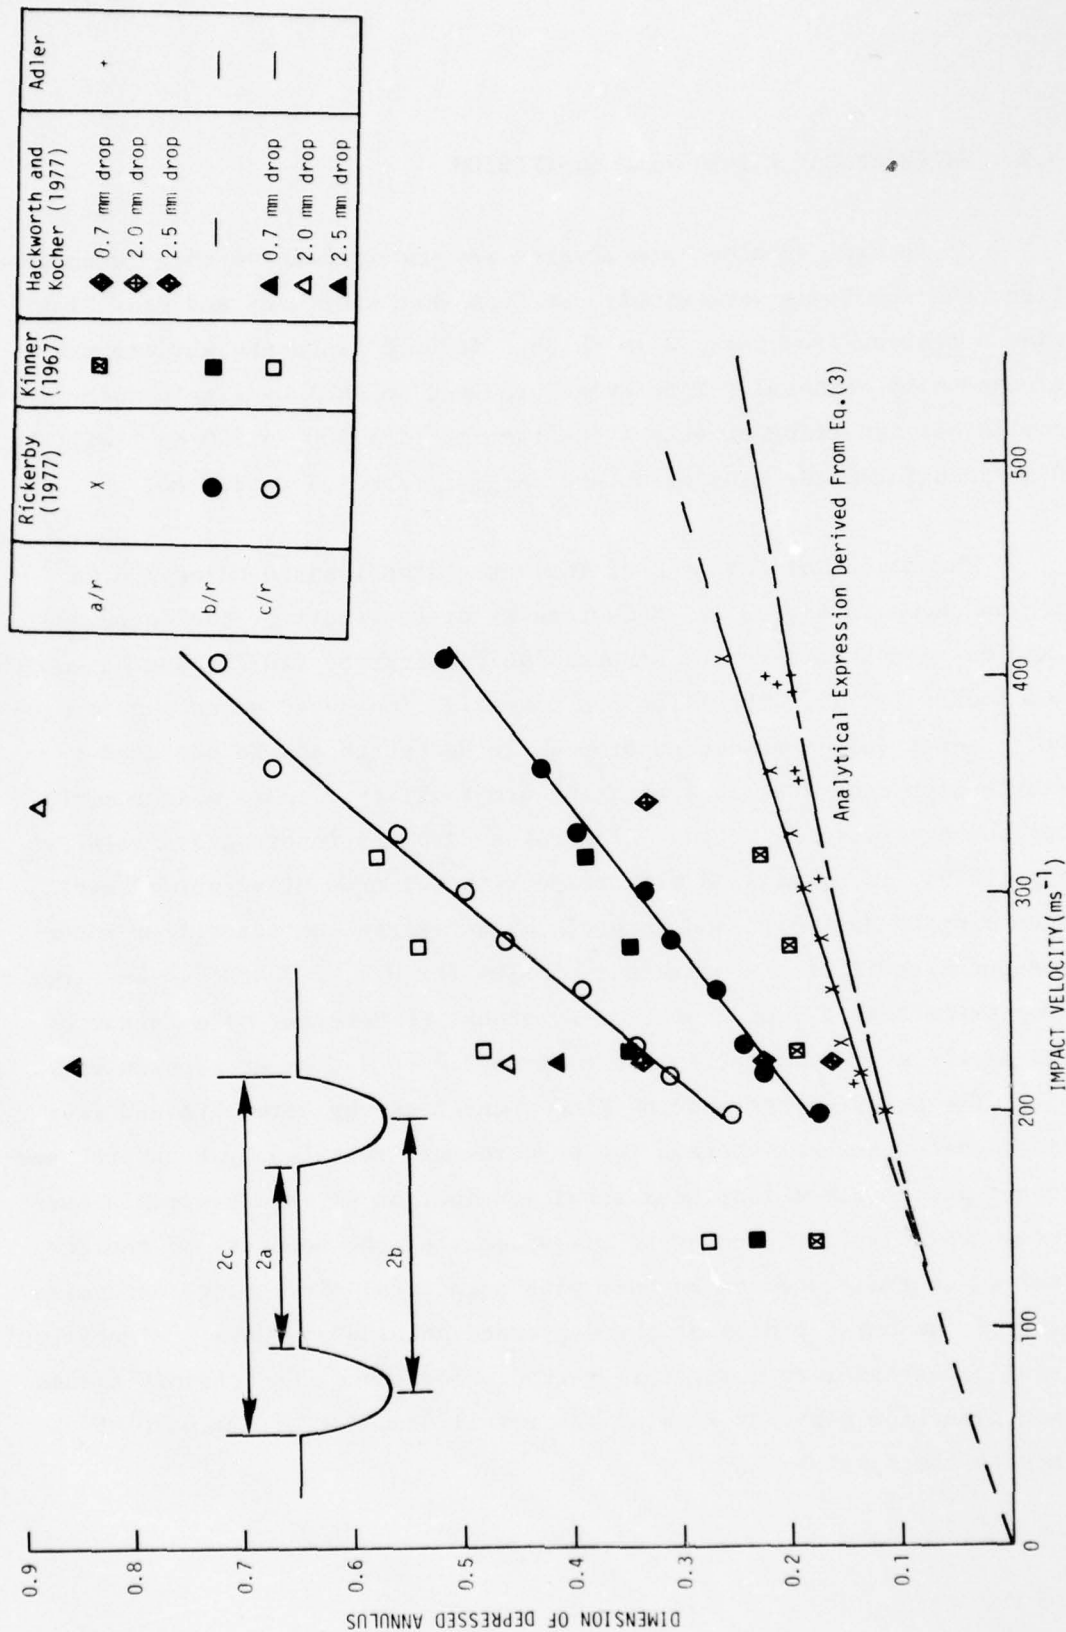 Rickerby (1977)
Kinner (1967)
Hackworth and Kocher (1977)
Adler
a/r
x
0.7 mm drop
2.0 mm drop
2.5 mm drop
+
b/r
—
—
c/r
0.7 mm drop
2.0 mm drop
2.5 mm drop
—
2c
2a
2b
Analytical Expression Derived From Eq.(3)
DIMENSION OF DEPRESSED ANNULUS
0.9
0.8
0.7
0.6
0.5
0.4
0.3
0.2
0.1
0
100
200
300
400
500
IMPACT VELOCITY(ms⁻¹)